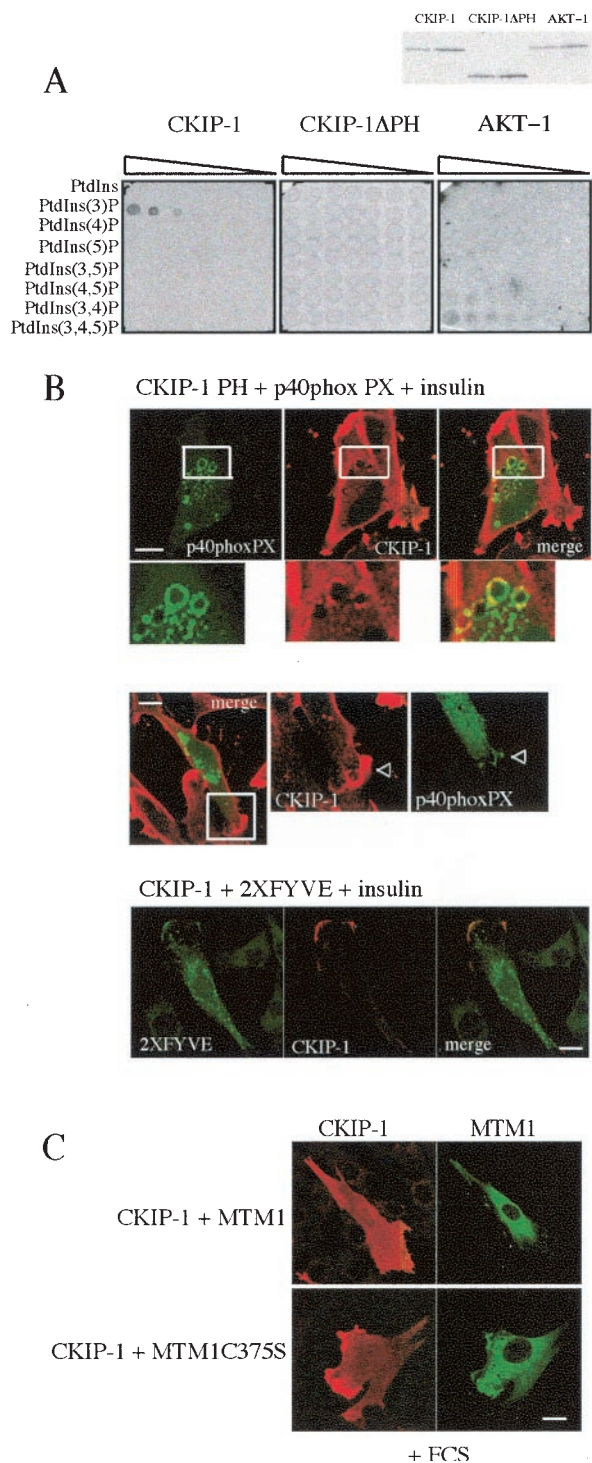 CKIP-1 CKIP-1ΔPH AKT-1
A
CKIP-1 CKIP-1ΔPH AKT-1
PtdIns
PtdIns(3)P
PtdIns(4)P
PtdIns(5)P
PtdIns(3,5)P
PtdIns(4,5)P
PtdIns(3,4)P
PtdIns(3,4,5)P
B
CKIP-1 PH + p40phox PX + insulin
p40phoxPX CKIP-1 merge
merge
CKIP-1 p40phoxPX
CKIP-1 + 2XFYVE + insulin
2XFYVE CKIP-1 merge
C
CKIP-1 MTM1
CKIP-1 + MTM1
CKIP-1 + MTM1C375S
+ FCS